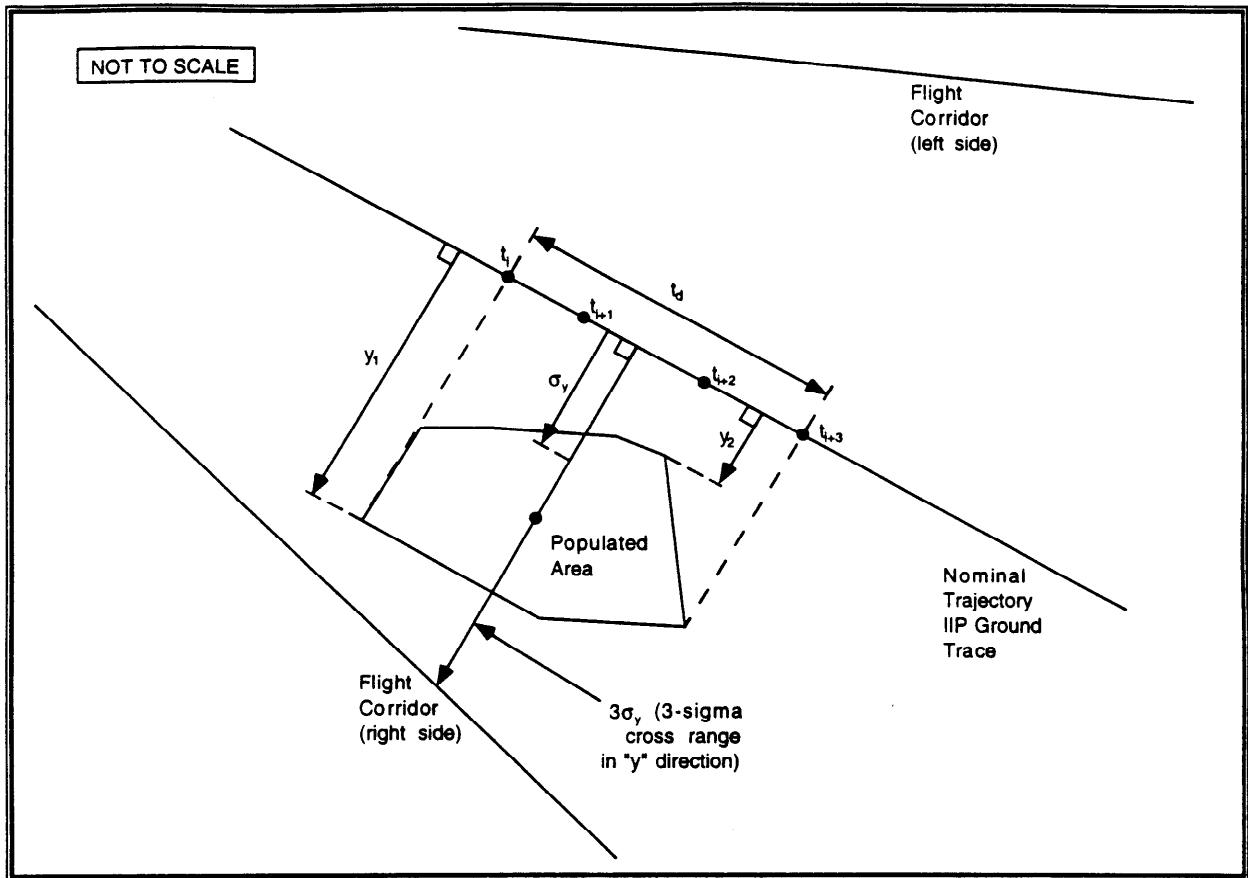 NOT TO SCALE
Flight
Corridor
(left side)
tᵢ
t_d
tᵢ₊₁
y₁
σ_y
tᵢ₊₂
y₂
tᵢ₊₃
Populated
Area
Nominal
Trajectory
IIP Ground
Trace
Flight
Corridor
(right side)
3σ_y (3-sigma
cross range
in "y" direction)